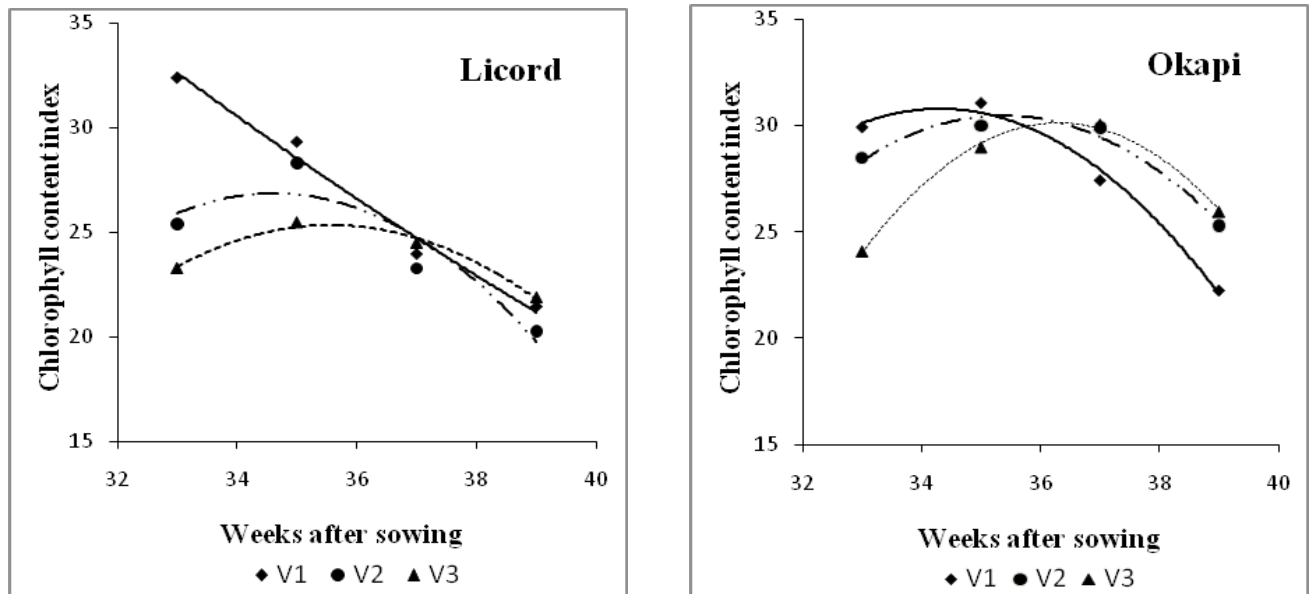 Licord
Chlorophyll content index
35
30
25
20
15
32 34 36 38 40
Weeks after sowing
V1 V2 V3
Okapi
Chlorophyll content index
35
30
25
20
15
32 34 36 38 40
Weeks after sowing
V1 V2 V3